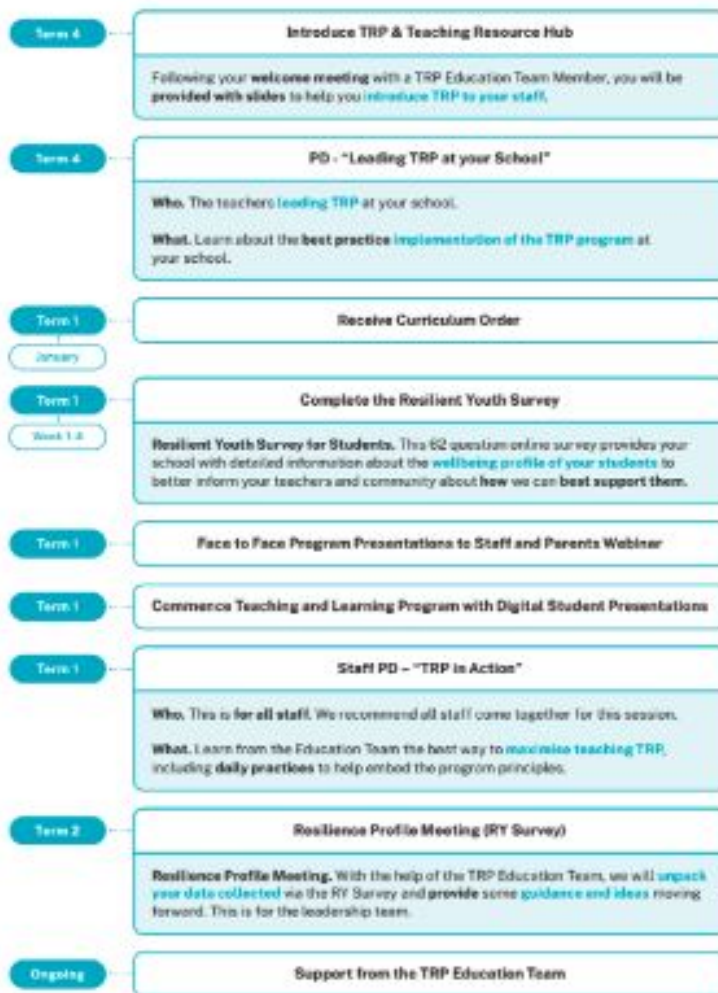 Term 4
Introduce TRP & Teaching Resource Hub
Following your welcome meeting with a TRP Education Team Member, you will be
provided with slides to help you introduce TRP to your staff.
Term 4
PD - "Leading TRP at your School"
Who. The teachers leading TRP at your school.
What. Learn about the best practice implementation of the TRP program at
your school.
Term 1
January
Receive Curriculum Order
Term 1
Week 1-4
Complete the Resilient Youth Survey
Resilient Youth Survey for Students. This 62 question online survey provides your
school with detailed information about the wellbeing profile of your students to
better inform your teachers and community about how we can best support them.
Term 1
Face to Face Program Presentations to Staff and Parents Webinar
Term 1
Commence Teaching and Learning Program with Digital Student Presentations
Term 1
Staff PD – "TRP in Action"
Who. This is for all staff. We recommend all staff come together for this session.
What. Learn from the Education Team the best way to maximise teaching TRP,
including daily practices to help embed the program principles.
Term 2
Resilience Profile Meeting (RY Survey)
Resilience Profile Meeting. With the help of the TRP Education Team, we will unpack
your data collected via the RY Survey and provide some guidance and ideas moving
forward. This is for the leadership team.
Ongoing
Support from the TRP Education Team